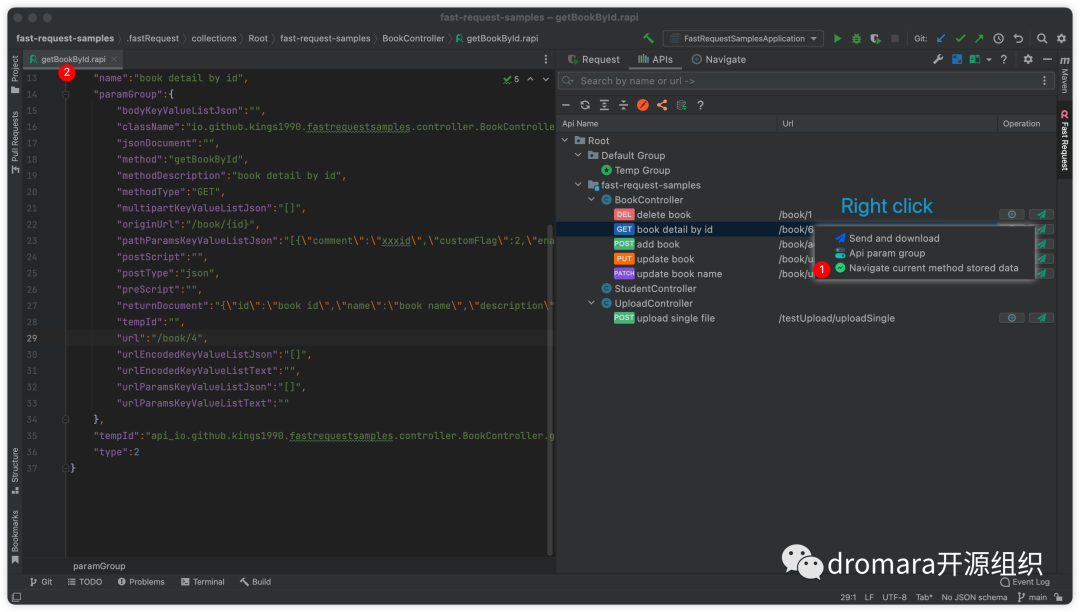 fast-request-samples – getBookById.rapi
fast-request-samples › .fastRequest › collections › Root › fast-request-samples › BookController › getBookById.rapi
FastRequestSamplesApplication
Git:
getBookById.rapi ×
2
Request
APIs
Navigate
Project
Pull Requests
Structure
Bookmarks
m
Maven
Fast Request
5
13 "name":"book detail by id",
14 "paramGroup":{
15 "bodyKeyValueListJson":"",
16 "className":"io.github.kings1990.fastrequestsamples.controller.BookControlle
17 "jsonDocument":"",
18 "method":"getBookById",
19 "methodDescription":"book detail by id",
20 "methodType":"GET",
21 "multipartKeyValueListJson":"[]",
22 "originUrl":"/book/{id}",
23 "pathParamsKeyValueListJson":"[{\"comment\":\"xxxid\",\"customFlag\":2,\"ena
24 "postScript":"",
25 "postType":"json",
26 "preScript":"",
27 "returnDocument":"{\"id\":\"book id\",\"name\":\"book name\",\"description\"
28 "tempId":"",
29 "url":"/book/4",
30 "urlEncodedKeyValueListJson":"[]",
31 "urlEncodedKeyValueListText":"",
32 "urlParamsKeyValueListJson":"[]",
33 "urlParamsKeyValueListText":""
34 },
35 "tempId":"api_io.github.kings1990.fastrequestsamples.controller.BookController.g
36 "type":2
37 }
paramGroup
Search by name or url ->
Api Name Url Operation
Root
Default Group
Temp Group
fast-request-samples
BookController
DEL delete book /book/1
GET book detail by id /book/6
POST add book /book/a
PUT update book /book/u
PATCH update book name /book/u
StudentController
UploadController
POST upload single file /testUpload/uploadSingle
Right click
Send and download
Api param group
1 Navigate current method stored data
dromara开源组织
Git
TODO
Problems
Terminal
Build
Event Log
29:1 LF UTF-8 Tab* No JSON schema main